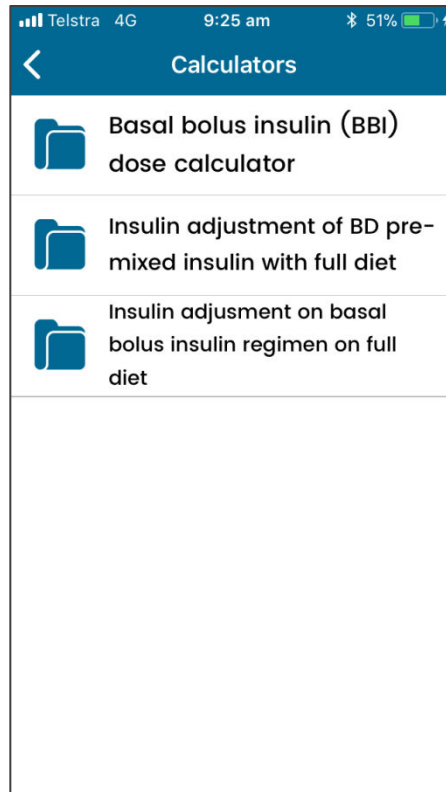 Telstra 4G 9:25 am 51%
Calculators
Basal bolus insulin (BBI)
dose calculator
Insulin adjustment of BD pre-
mixed insulin with full diet
Insulin adjusment on basal
bolus insulin regimen on full
diet